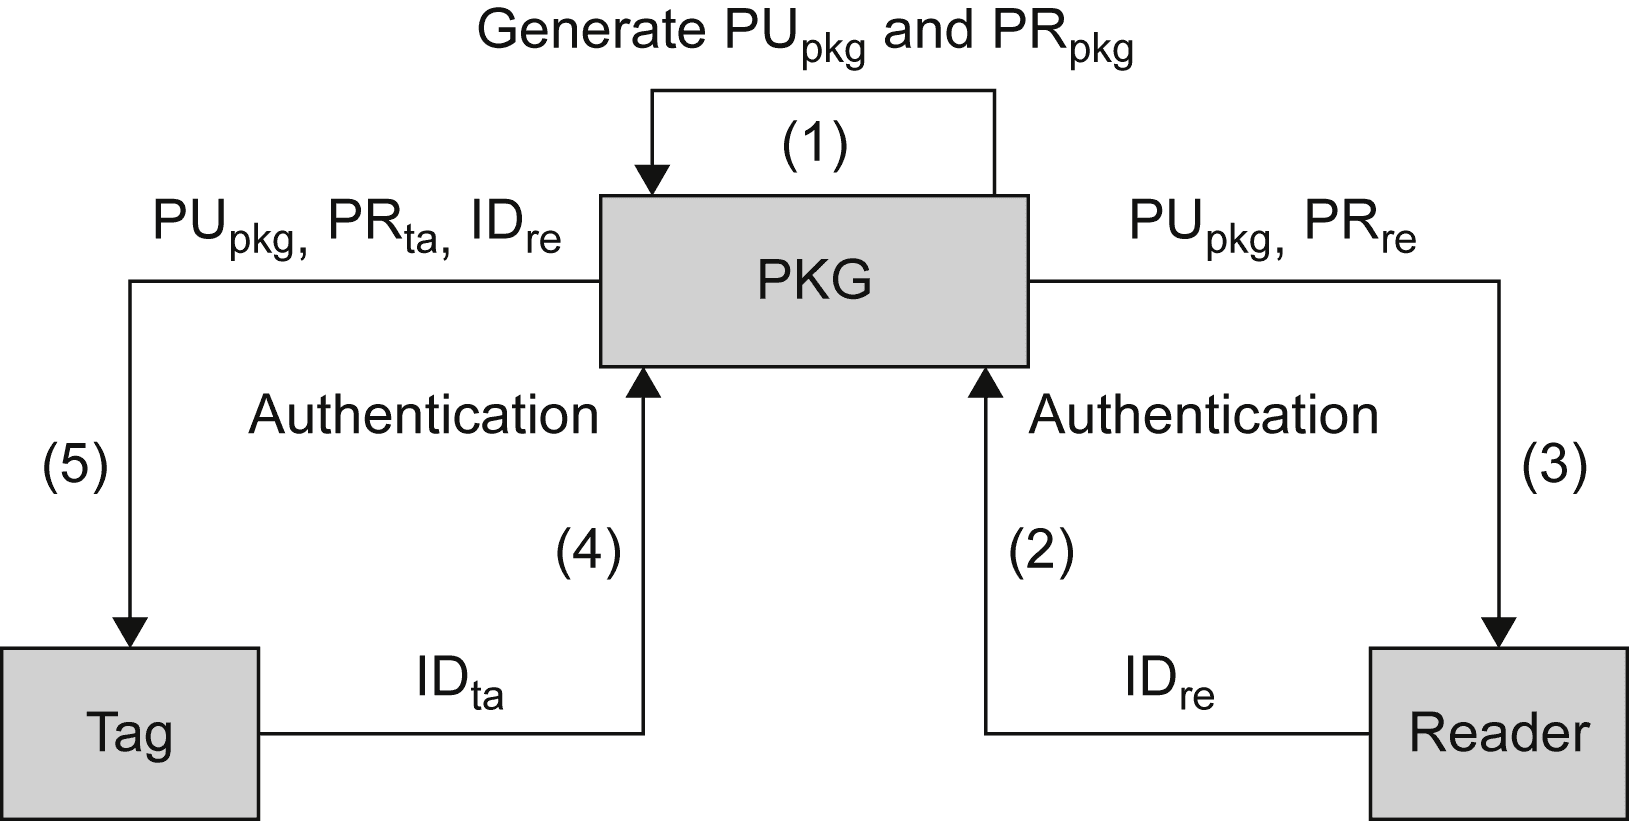 Generate PUpkg and PRpkg
(1)
PUpkg, PRta, IDre
PUpkg, PRre
PKG
Authentication
Authentication
(5)
(3)
(4)
(2)
IDta
IDre
Tag
Reader